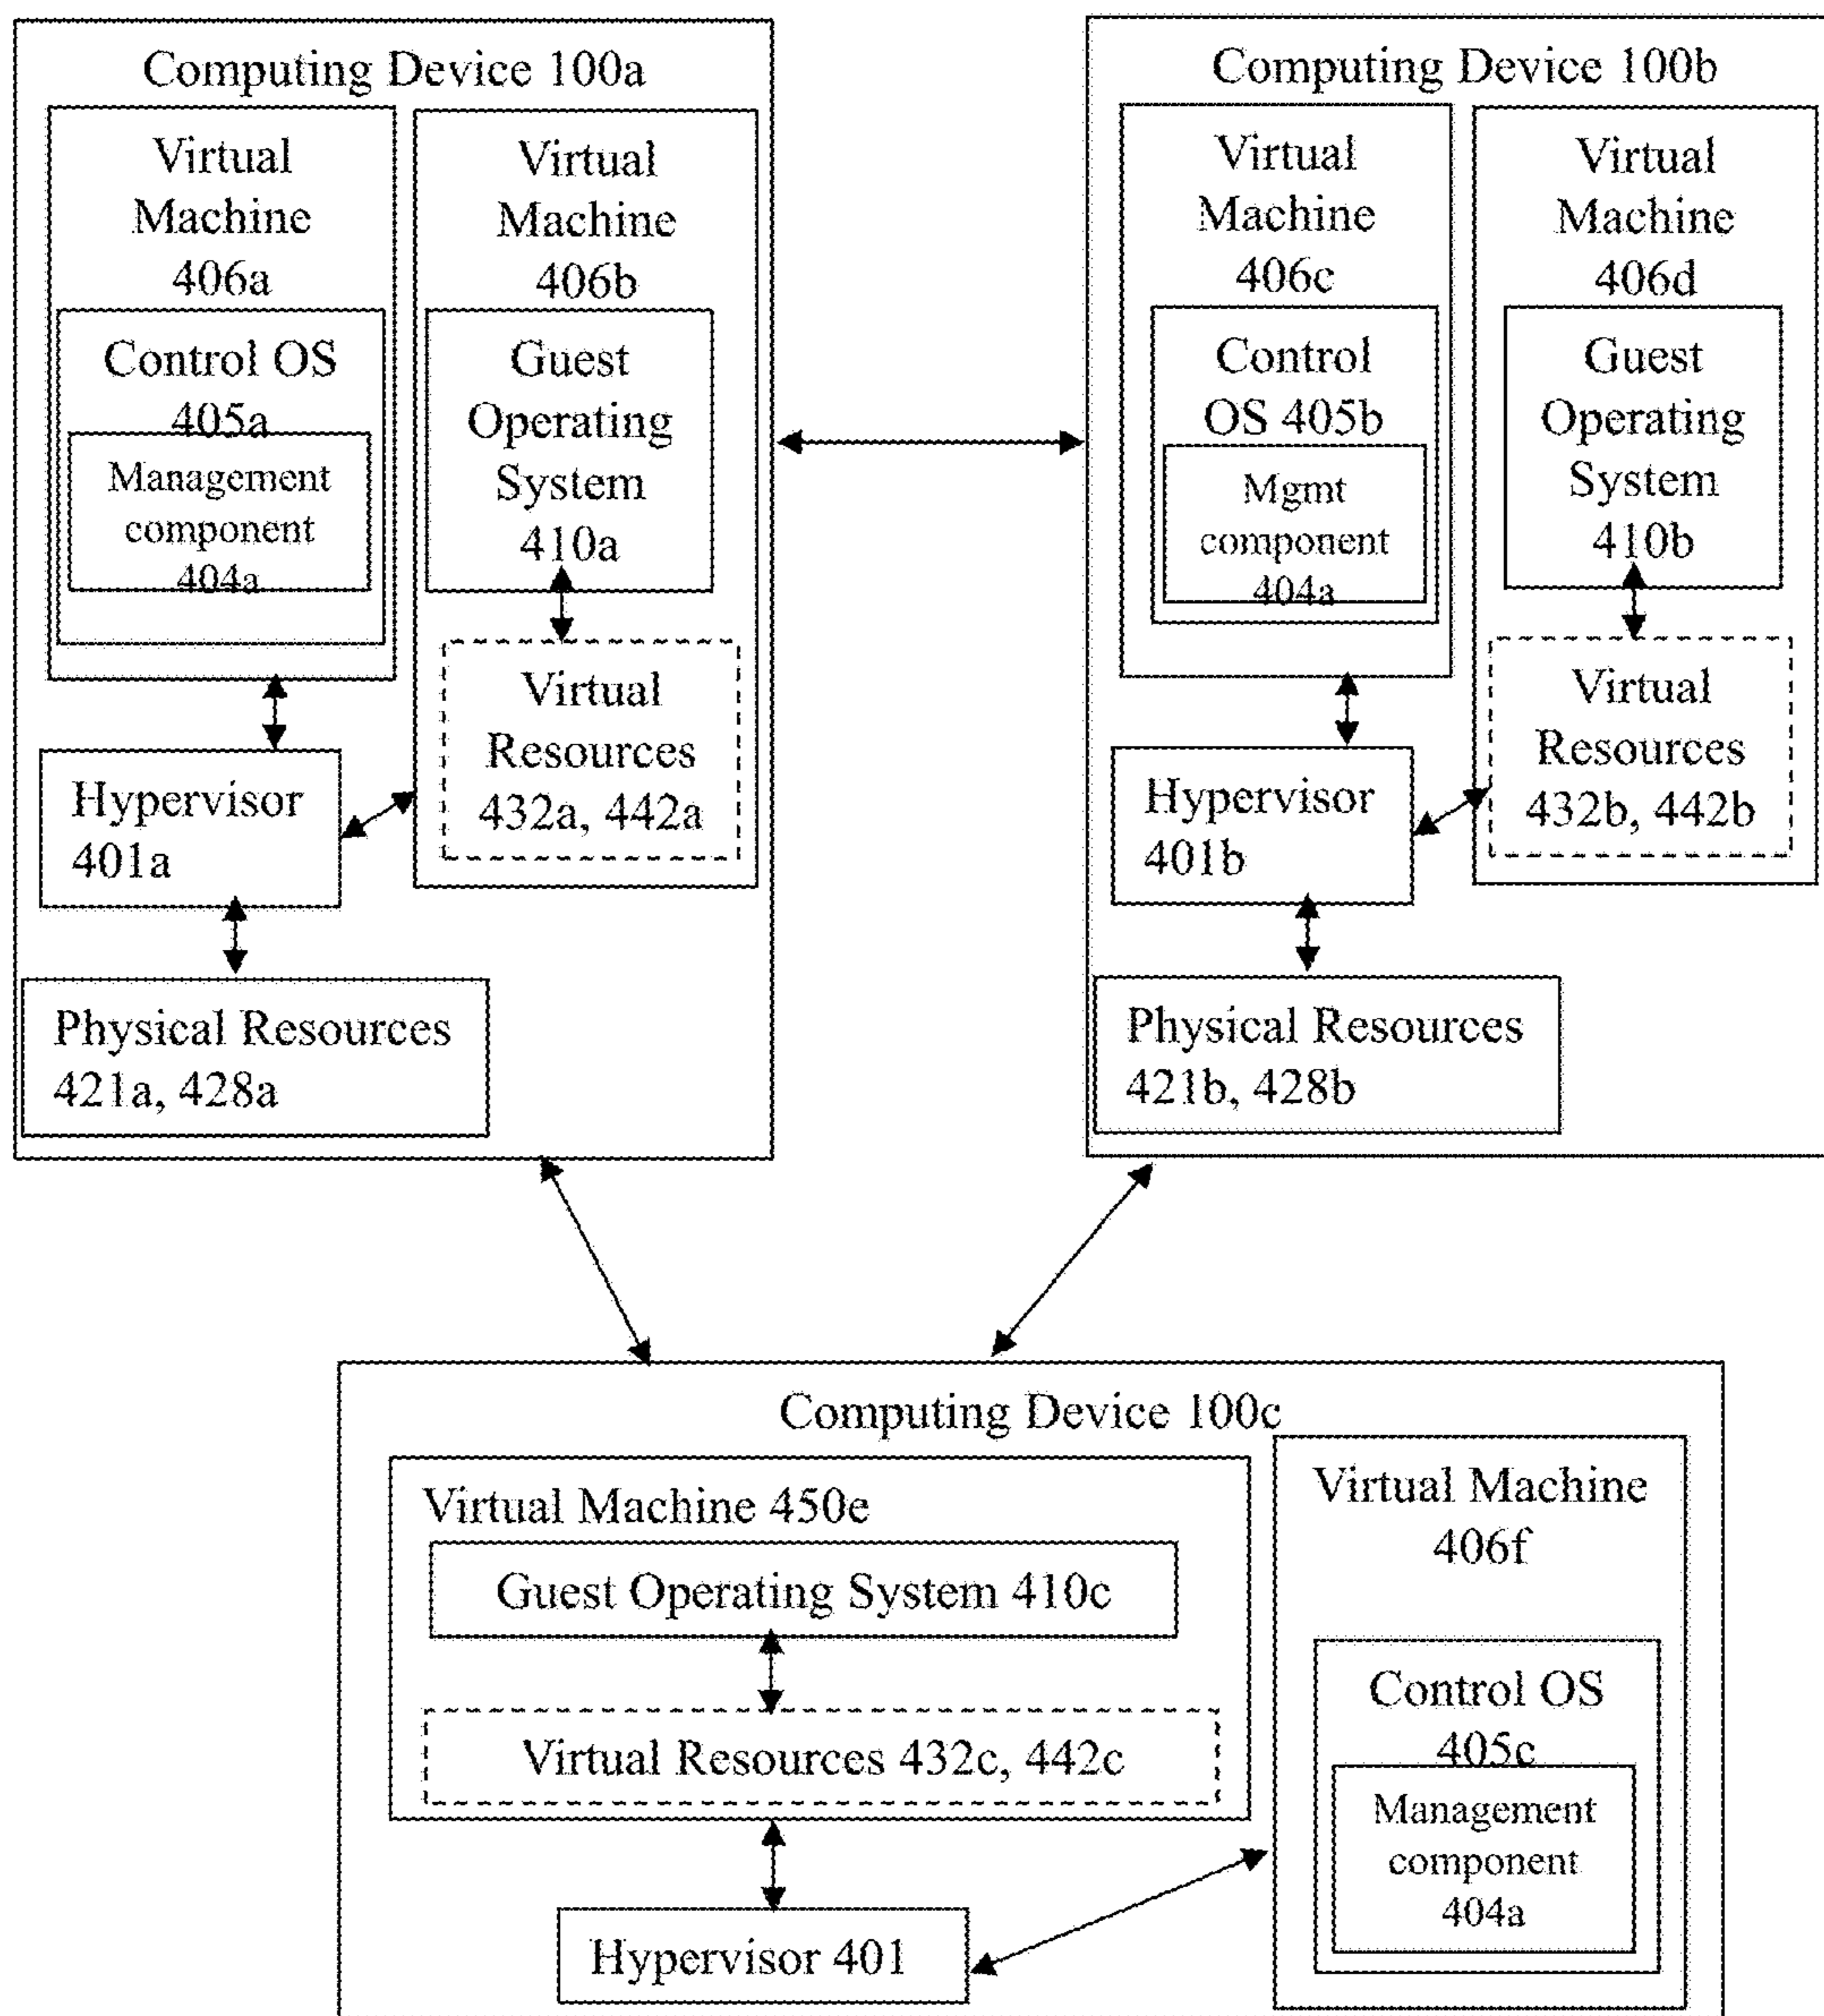 Computing Device 100a
Virtual
Machine
406a
Control OS
405a
Management
component
404a
Virtual
Machine
406b
Guest
Operating
System
410a
Virtual
Resources
432a, 442a
Hypervisor
401a
Physical Resources
421a, 428a
Computing Device 100b
Virtual
Machine
406c
Control
OS 405b
Mgmt
component
404a
Virtual
Machine
406d
Guest
Operating
System
410b
Virtual
Resources
432b, 442b
Hypervisor
401b
Physical Resources
421b, 428b
Computing Device 100c
Virtual Machine 450e
Guest Operating System 410c
Virtual Resources 432c, 442c
Hypervisor 401
Virtual Machine
406f
Control OS
405c
Management
component
404a